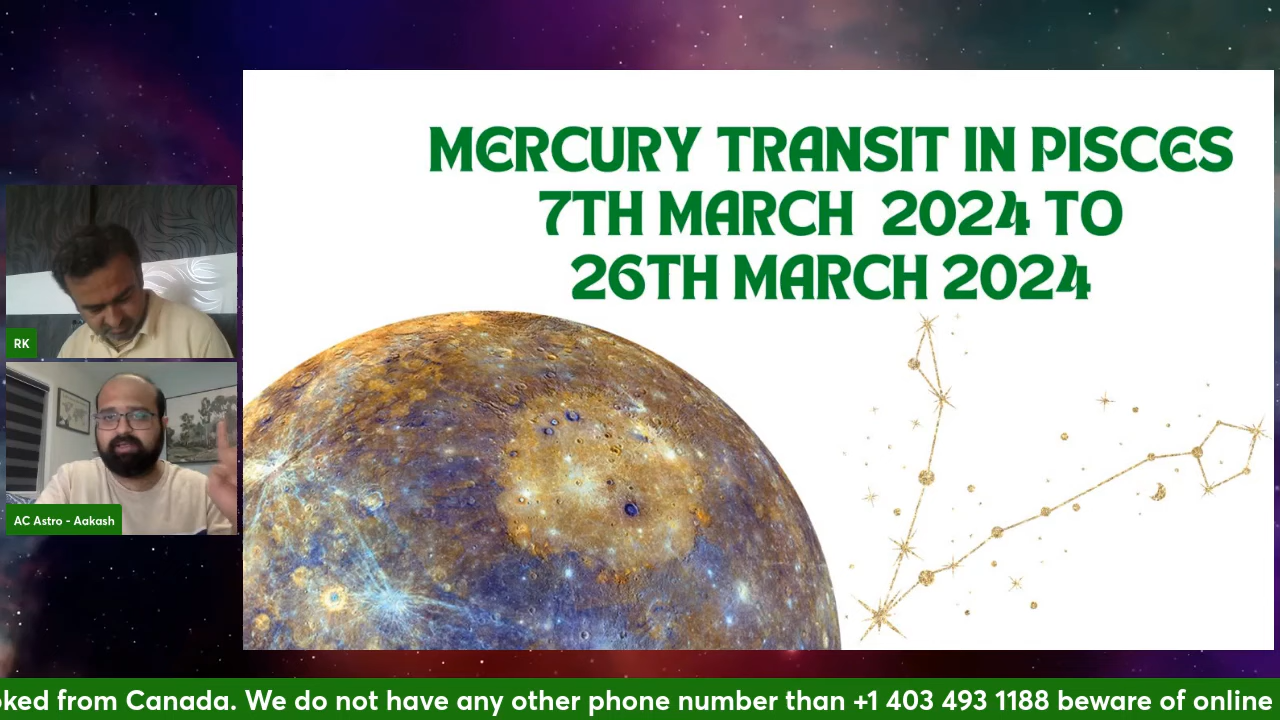 MERCURY TRANSIT IN PISCES
7TH MARCH 2024 TO
26TH MARCH 2024
RK
AC Astro - Aakash
from Canada. We do not have any other phone number than +1 403 493 1188 beware of online